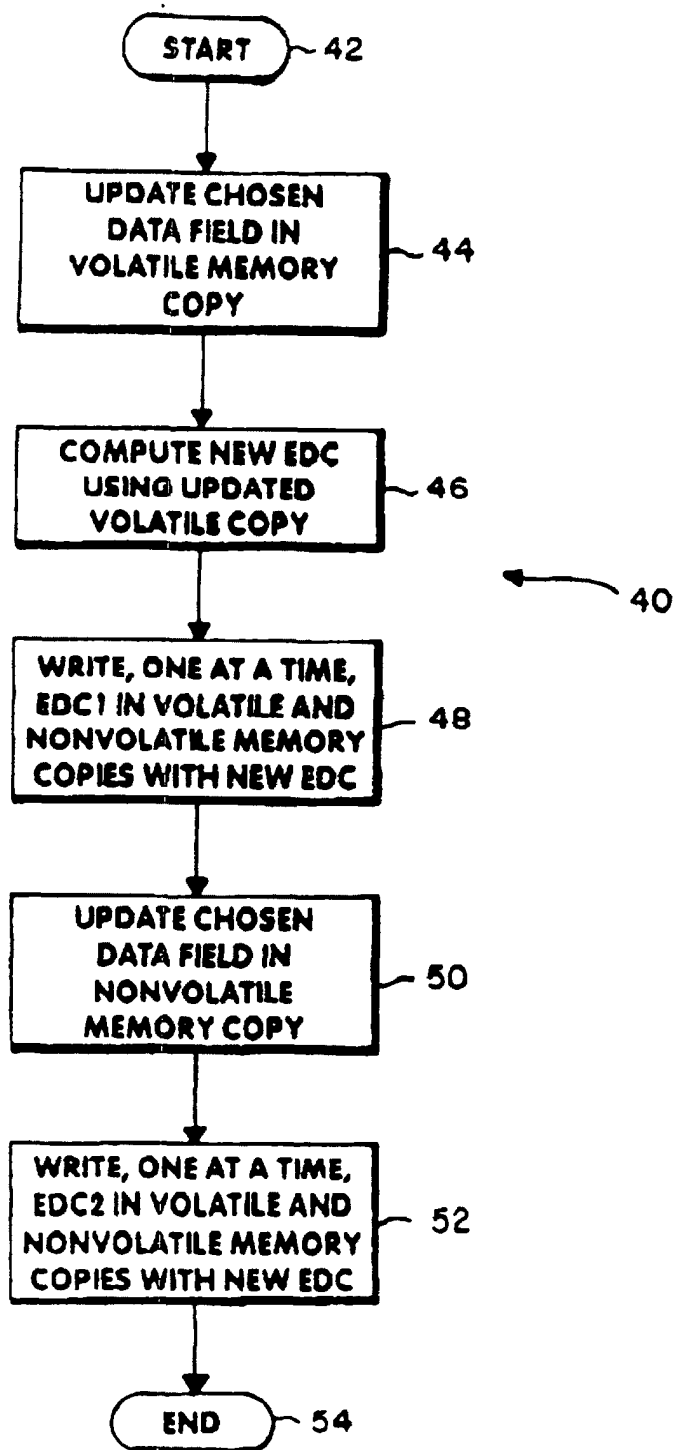 START
42
UPDATE CHOSEN
DATA FIELD IN
VOLATILE MEMORY
COPY
44
COMPUTE NEW EDC
USING UPDATED
VOLATILE COPY
46
40
WRITE, ONE AT A TIME,
EDC1 IN VOLATILE AND
NONVOLATILE MEMORY
COPIES WITH NEW EDC
48
UPDATE CHOSEN
DATA FIELD IN
NONVOLATILE
MEMORY COPY
50
WRITE, ONE AT A TIME,
EDC2 IN VOLATILE AND
NONVOLATILE MEMORY
COPIES WITH NEW EDC
52
END
54